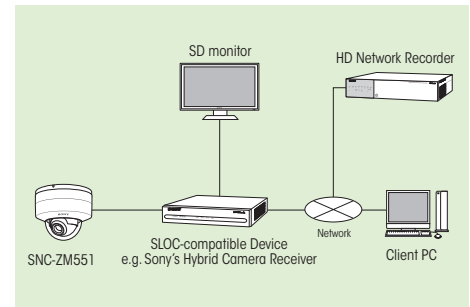 SD monitor
HD Network Recorder
SNC-ZM551
SLOC-compatible Device
e.g. Sony's Hybrid Camera Receiver
Network
Client PC